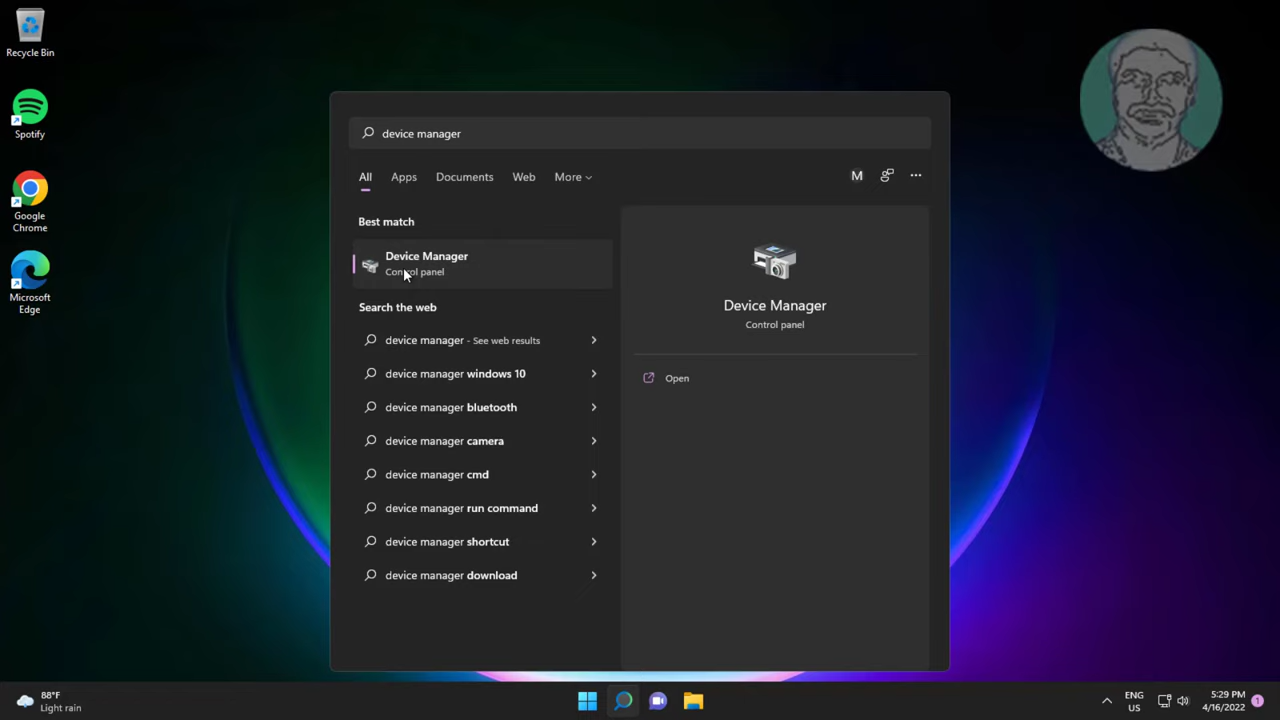 Recycle Bin
Spotify
Google
Chrome
Microsoft
Edge
device manager
All Apps Documents Web More
M
Best match
Device Manager
Control panel
Search the web
device manager - See web results
device manager windows 10
device manager bluetooth
device manager camera
device manager cmd
device manager run command
device manager shortcut
device manager download
Device Manager
Control panel
Open
88°F
Light rain
ENG
US
5:29 PM
4/16/2022
1